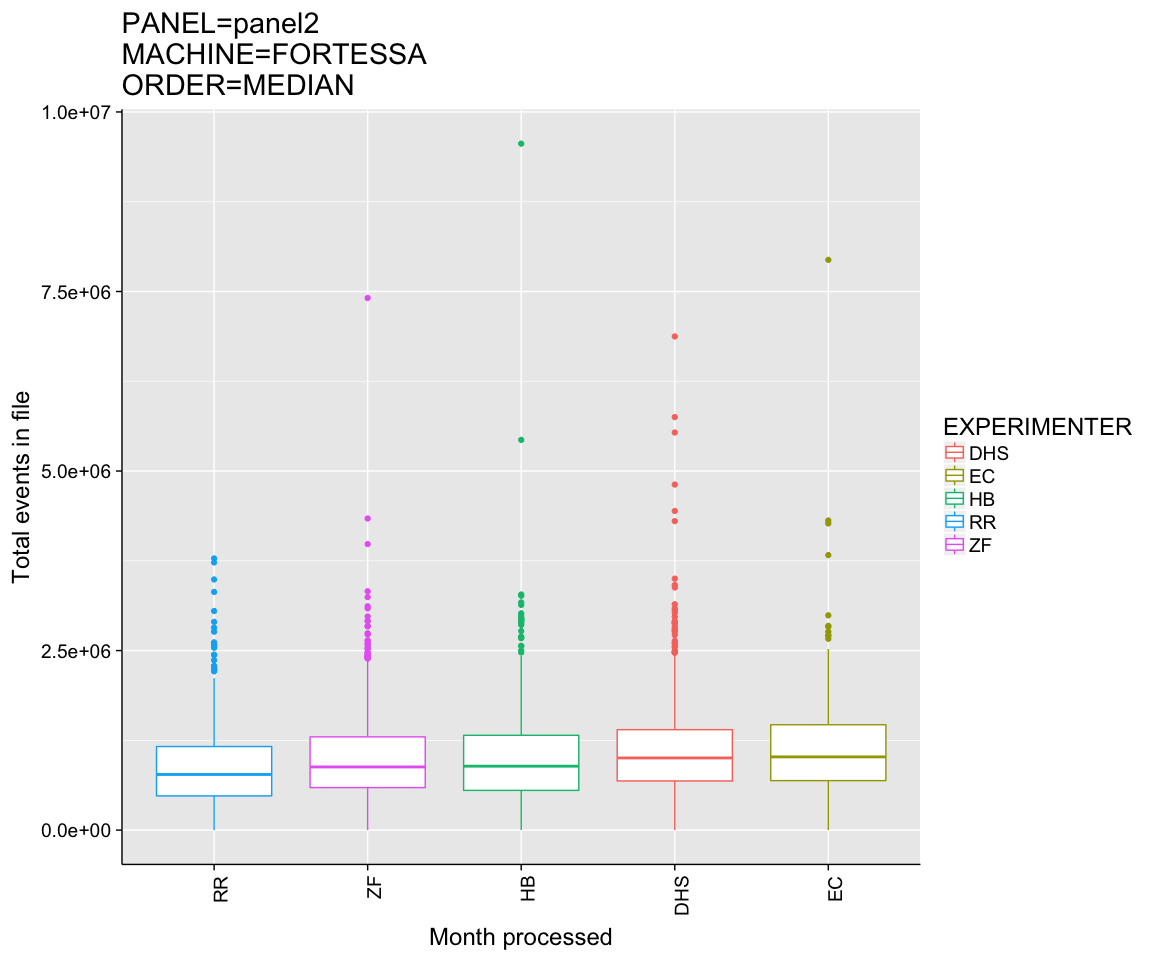 PANEL=panel2
MACHINE=FORTESSA
ORDER=MEDIAN
1.0e+07
7.5e+06
5.0e+06
2.5e+06
0.0e+00
Total events in file
RR
ZF
HB
DHS
EC
Month processed
EXPERIMENTER
DHS
EC
HB
RR
ZF